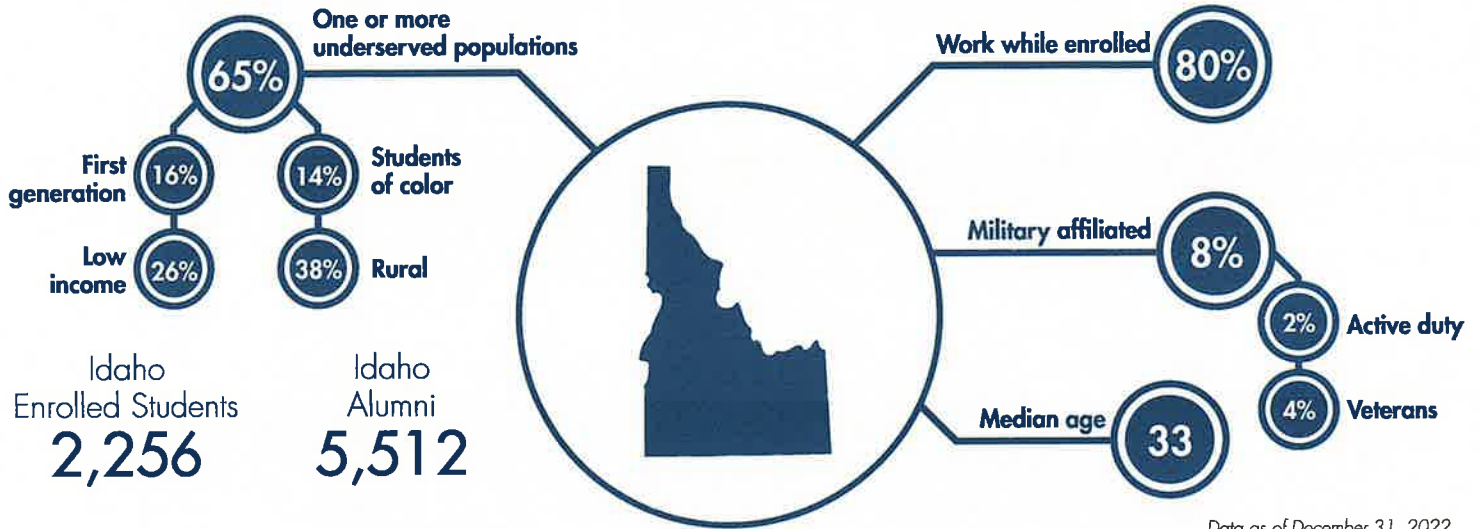 One or more
underserved populations
65%
First
generation
16%
14%
Students
of color
Low
income
26%
38%
Rural
Idaho
Enrolled Students
2,256
Idaho
Alumni
5,512
Work while enrolled
80%
Military affiliated
8%
2%
Active duty
4%
Veterans
Median age
33
Data as of December 31, 2022